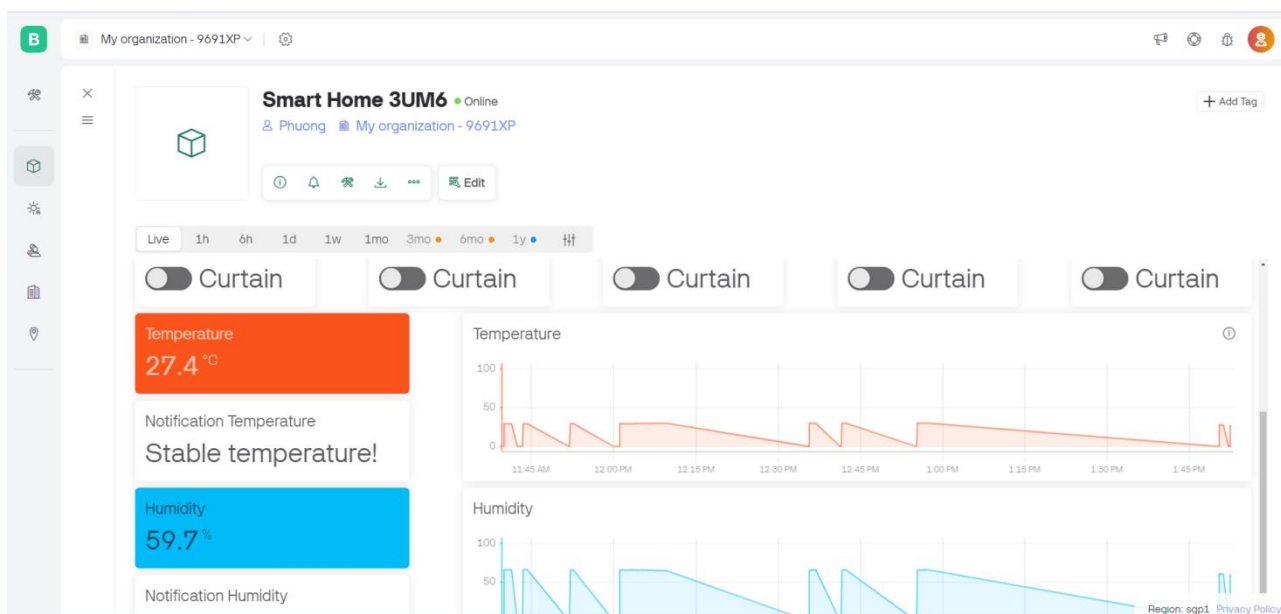 B
My organization - 9691XP
Smart Home 3UM6 Online
Phuong My organization - 9691XP
+ Add Tag
Edit
Live 1h 6h 1d 1w 1mo 3mo 6mo 1y
Curtain Curtain Curtain Curtain Curtain
Temperature
27.4 °C
Notification Temperature
Stable temperature!
Temperature
100
50
0
11:45 AM 12:00 PM 12:15 PM 12:30 PM 12:45 PM 1:00 PM 1:15 PM 1:30 PM 1:45 PM
Humidity
59.7 %
Notification Humidity
Humidity
100
50
Region: sgp1 Privacy Policy